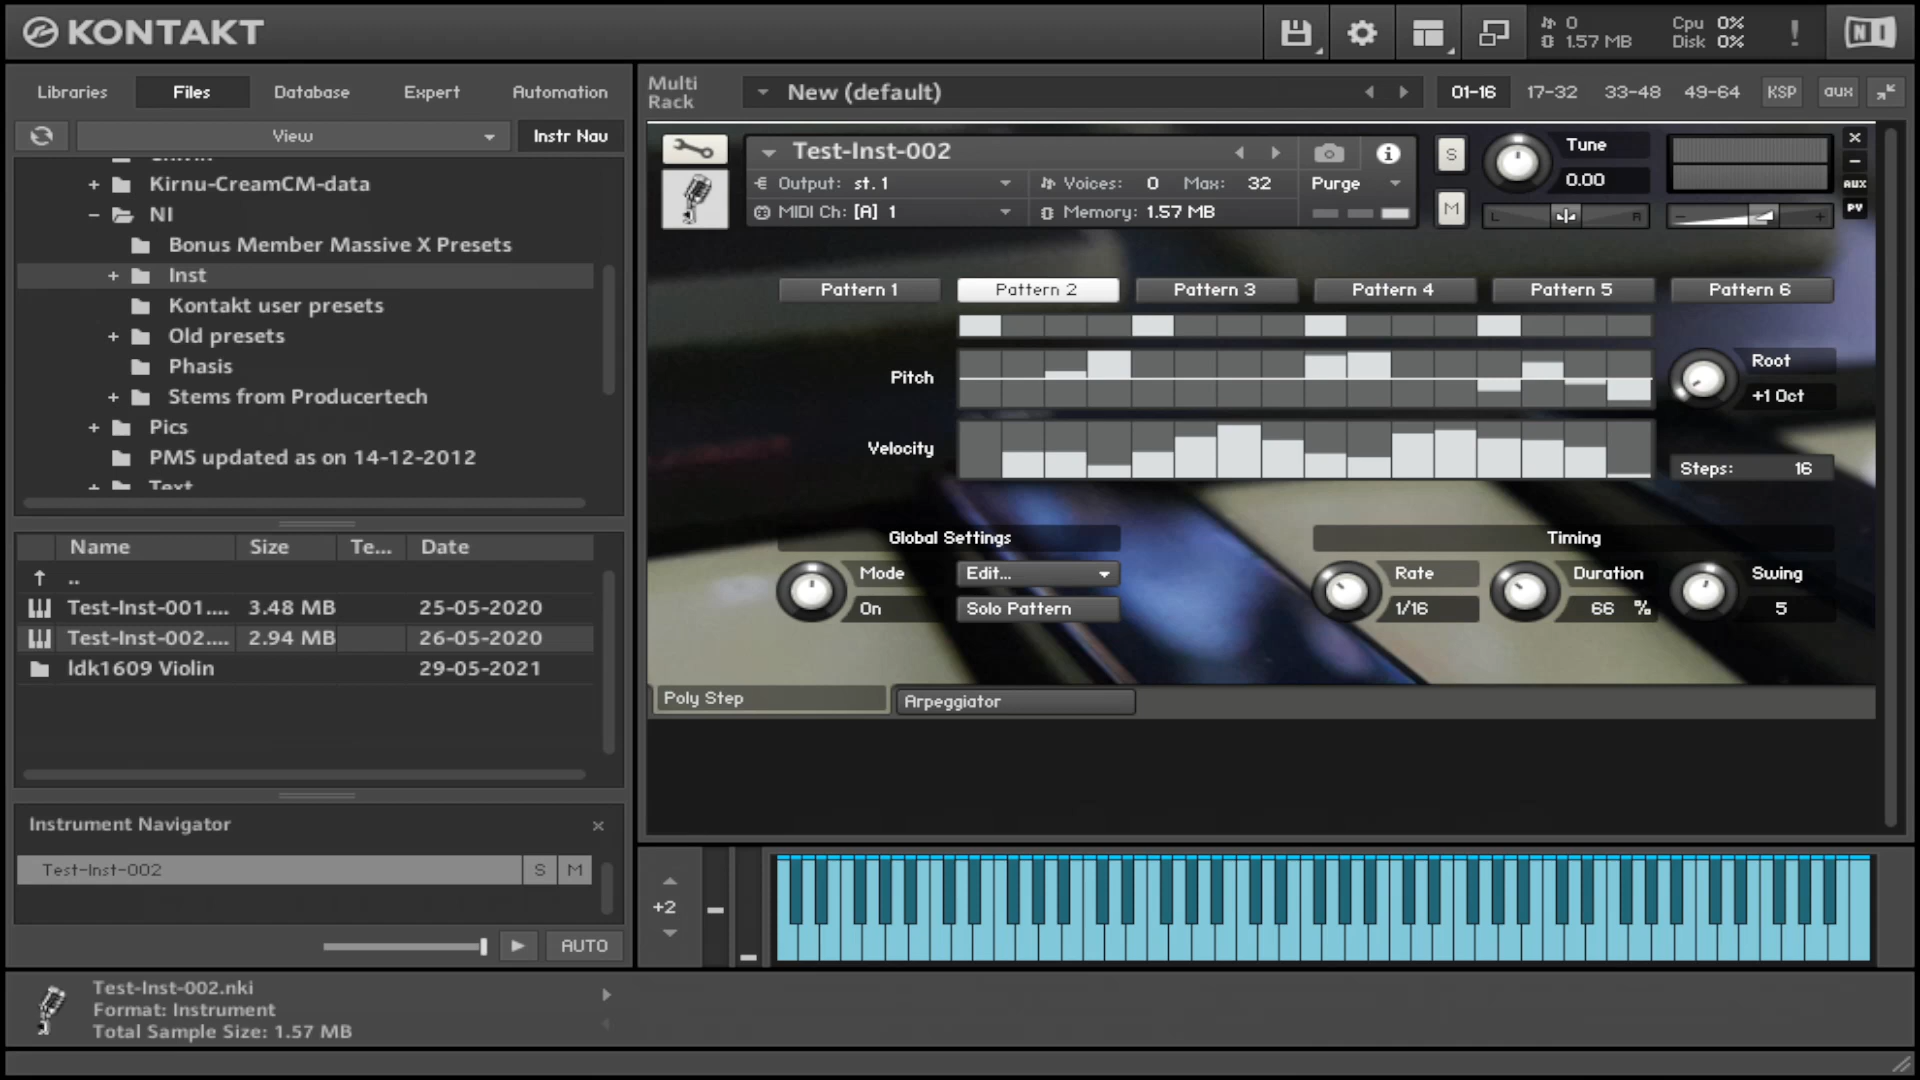 KONTAKT
0
1.57 MB
Cpu 0%
Disk 0%
!
NI
Libraries Files Database Expert Automation
View Instr Nau
Kirnu-CreamCM-data
NI
Bonus Member Massive X Presets
Inst
Kontakt user presets
Old presets
Phasis
Stems from Producertech
Pics
PMS updated as on 14-12-2012
Text
Name Size Te... Date
..
Test-Inst-001.... 3.48 MB 25-05-2020
Test-Inst-002.... 2.94 MB 26-05-2020
ldk1609 Violin 29-05-2021
Instrument Navigator
Test-Inst-002 S M
AUTO
Multi Rack New (default) 01-16 17-32 33-48 49-64 KSP aux
Test-Inst-002
Output: st. 1 Voices: 0 Max: 32 Purge
MIDI Ch: [A] 1 Memory: 1.57 MB
S
M
Tune
0.00
L R
AUX
PV
Pattern 1 Pattern 2 Pattern 3 Pattern 4 Pattern 5 Pattern 6
Pitch
Root
+1 Oct
Velocity
Steps: 16
Global Settings
Mode
On
Edit...
Solo Pattern
Timing
Rate
1/16
Duration
66 %
Swing
5
Poly Step Arpeggiator
+2
Test-Inst-002.nki
Format: Instrument
Total Sample Size: 1.57 MB